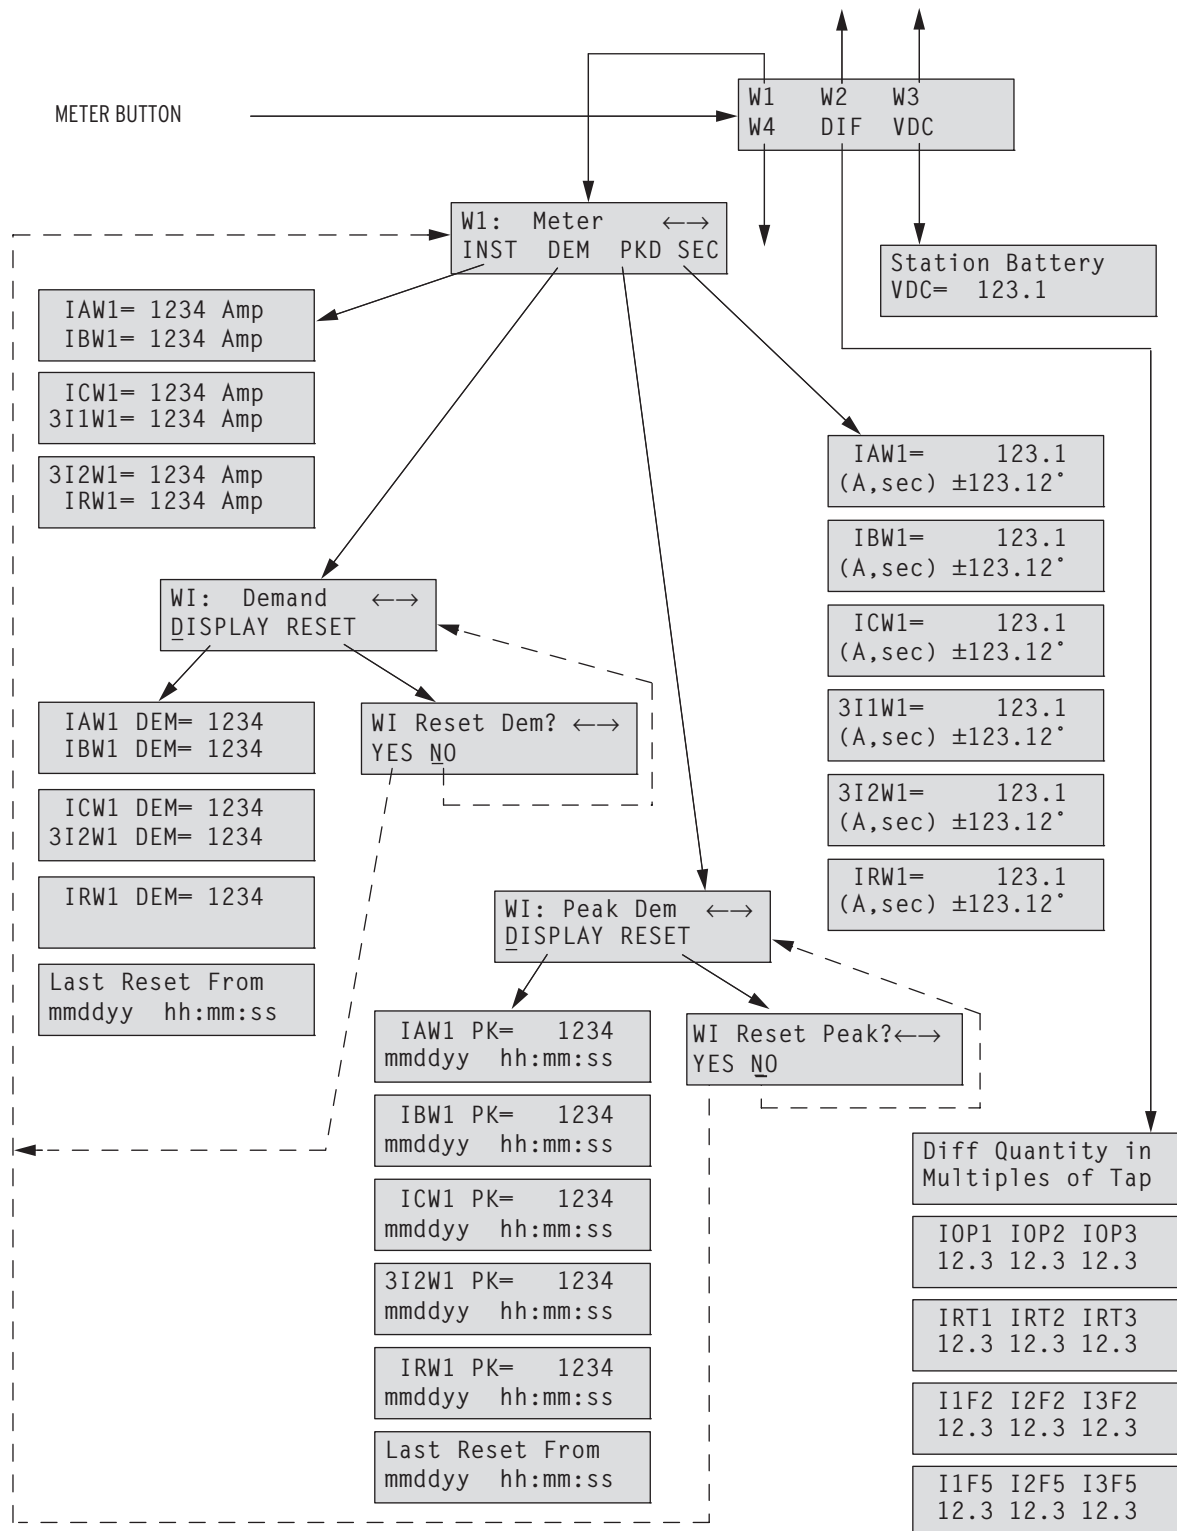 METER BUTTON
W1 W2 W3
W4 DIF VDC
W1: Meter ←→
INST DEM PKD SEC
Station Battery
VDC= 123.1
IAW1= 1234 Amp
IBW1= 1234 Amp
ICW1= 1234 Amp
3I1W1= 1234 Amp
3I2W1= 1234 Amp
IRW1= 1234 Amp
IAW1= 123.1
(A,sec) ±123.12°
IBW1= 123.1
(A,sec) ±123.12°
ICW1= 123.1
(A,sec) ±123.12°
3I1W1= 123.1
(A,sec) ±123.12°
3I2W1= 123.1
(A,sec) ±123.12°
IRW1= 123.1
(A,sec) ±123.12°
WI: Demand ←→
DISPLAY RESET
IAW1 DEM= 1234
IBW1 DEM= 1234
ICW1 DEM= 1234
3I2W1 DEM= 1234
IRW1 DEM= 1234
Last Reset From
mmddyy hh:mm:ss
WI Reset Dem? ←→
YES NO
WI: Peak Dem ←→
DISPLAY RESET
IAW1 PK= 1234
mmddyy hh:mm:ss
IBW1 PK= 1234
mmddyy hh:mm:ss
ICW1 PK= 1234
mmddyy hh:mm:ss
3I2W1 PK= 1234
mmddyy hh:mm:ss
IRW1 PK= 1234
mmddyy hh:mm:ss
Last Reset From
mmddyy hh:mm:ss
WI Reset Peak?←→
YES NO
Diff Quantity in
Multiples of Tap
IOP1 IOP2 IOP3
12.3 12.3 12.3
IRT1 IRT2 IRT3
12.3 12.3 12.3
I1F2 I2F2 I3F2
12.3 12.3 12.3
I1F5 I2F5 I3F5
12.3 12.3 12.3